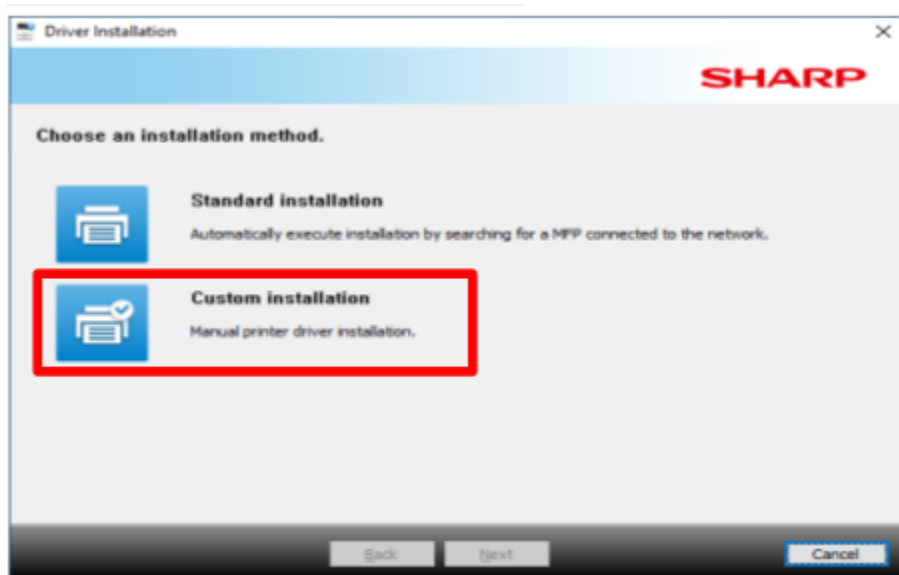 Driver Installation
SHARP
Choose an installation method.
Standard installation
Automatically execute installation by searching for a MFP connected to the network.
Custom installation
Manual printer driver installation.
Back Next Cancel